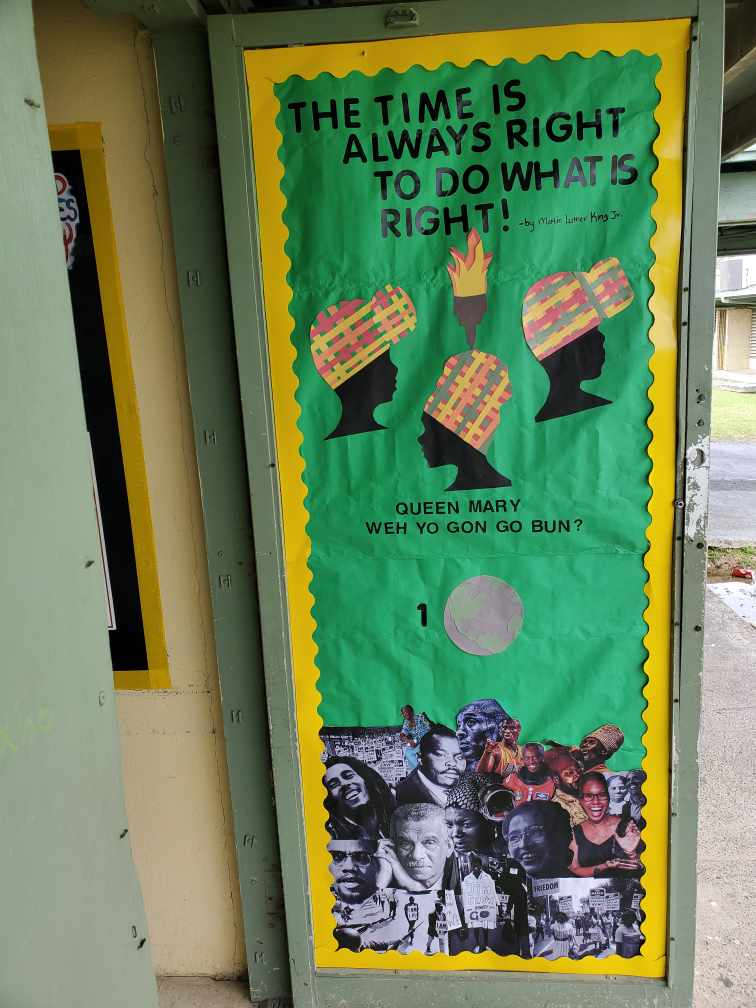 THE TIME IS
ALWAYS RIGHT
TO DO WHAT IS
RIGHT! -by Martin Luther King Jr.
QUEEN MARY
WEH YO GON GO BUN?
1
FREEDOM